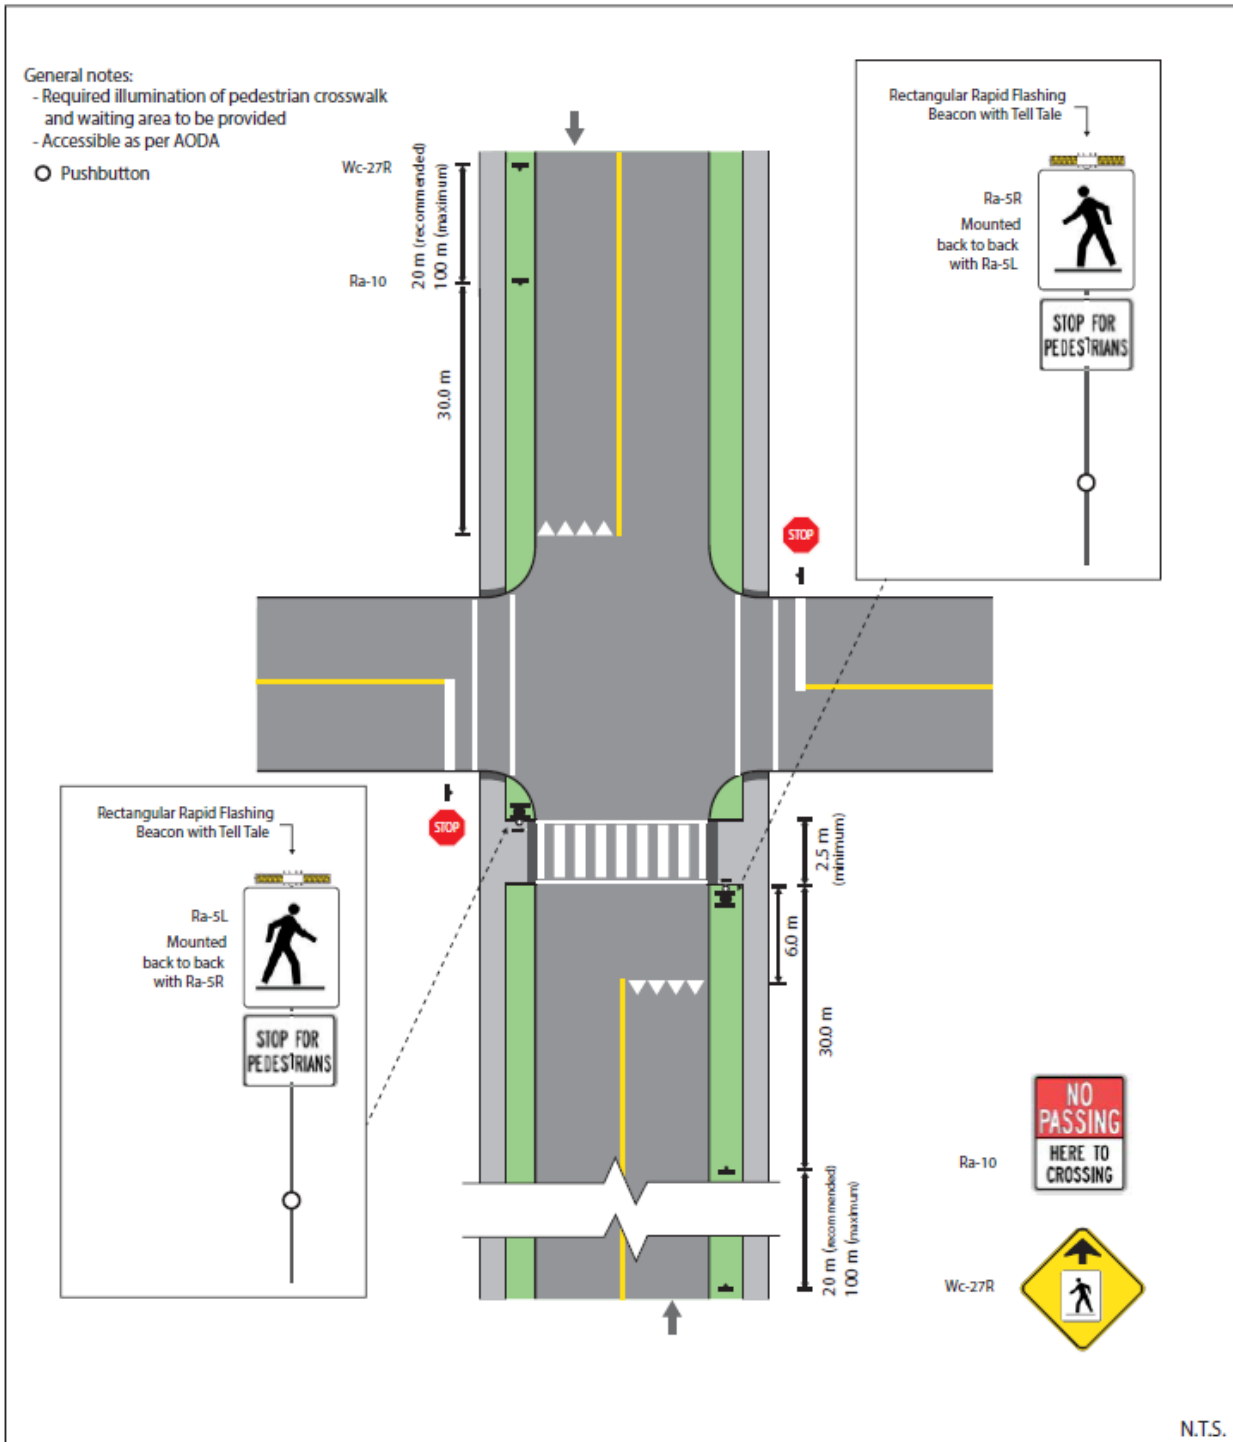 General notes:
- Required illumination of pedestrian crosswalk
and waiting area to be provided
- Accessible as per AODA
Pushbutton
Rectangular Rapid Flashing
Beacon with Tell Tale
Ra-5R
Mounted
back to back
with Ra-5L
STOP FOR
PEDESTRIANS
Wc-27R
20 m (recommended)
100 m (maximum)
Ra-10
30.0 m
STOP
STOP
Rectangular Rapid Flashing
Beacon with Tell Tale
Ra-5L
Mounted
back to back
with Ra-5R
STOP FOR
PEDESTRIANS
2.5 m
(minimum)
6.0 m
30.0 m
20 m (recommended)
100 m (maximum)
NO
PASSING
HERE TO
CROSSING
Ra-10
Wc-27R
N.T.S.